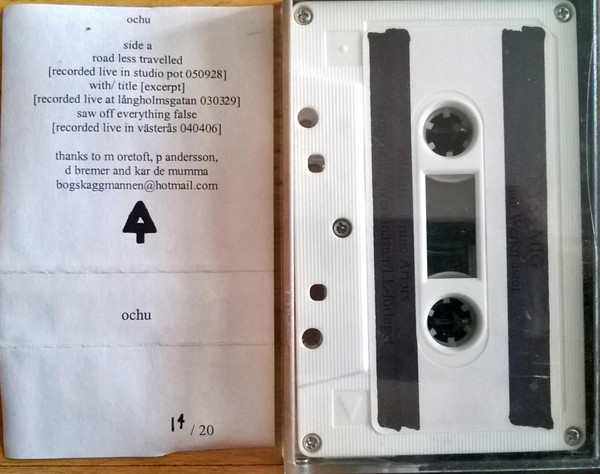 ochu
side a
road less travelled
[recorded live in studio pot 050928]
with/ title [excerpt]
[recorded live at långholmsgatan 030329]
saw off everything false
[recorded live in västerås 040406]
thanks to m oretoft, p andersson,
d bremer and kar de mumma
bogskaggmannen@hotmail.com
ochu
14 / 20